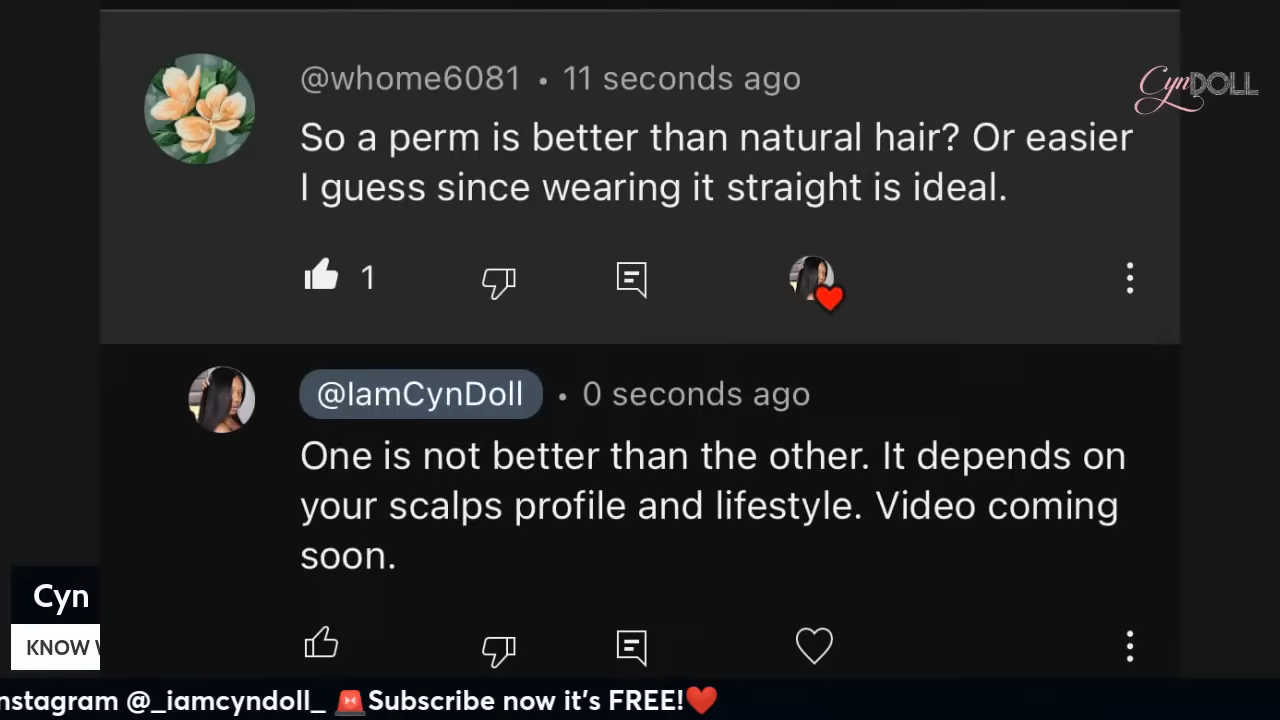 @whome6081 • 11 seconds ago
CynDOLL
So a perm is better than natural hair? Or easier
I guess since wearing it straight is ideal.
1
@IamCynDoll • 0 seconds ago
One is not better than the other. It depends on
your scalps profile and lifestyle. Video coming
soon.
Cyn
KNOW
nstagram @_iamcyndoll_ 🚨Subscribe now it's FREE!❤️